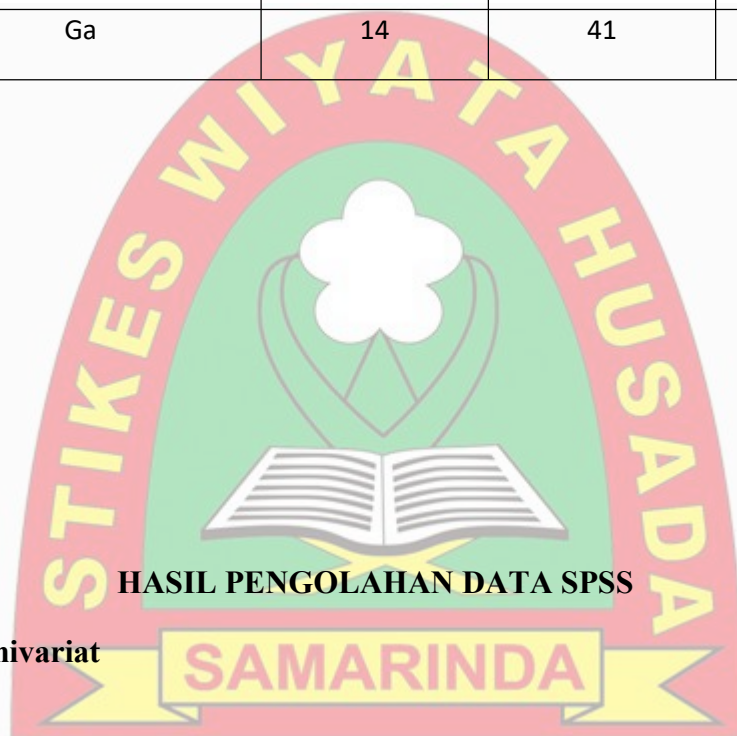 Ga 14 41
STIKES WIYATA HUSADA
HASIL PENGOLAHAN DATA SPSS
nivariat
SAMARINDA